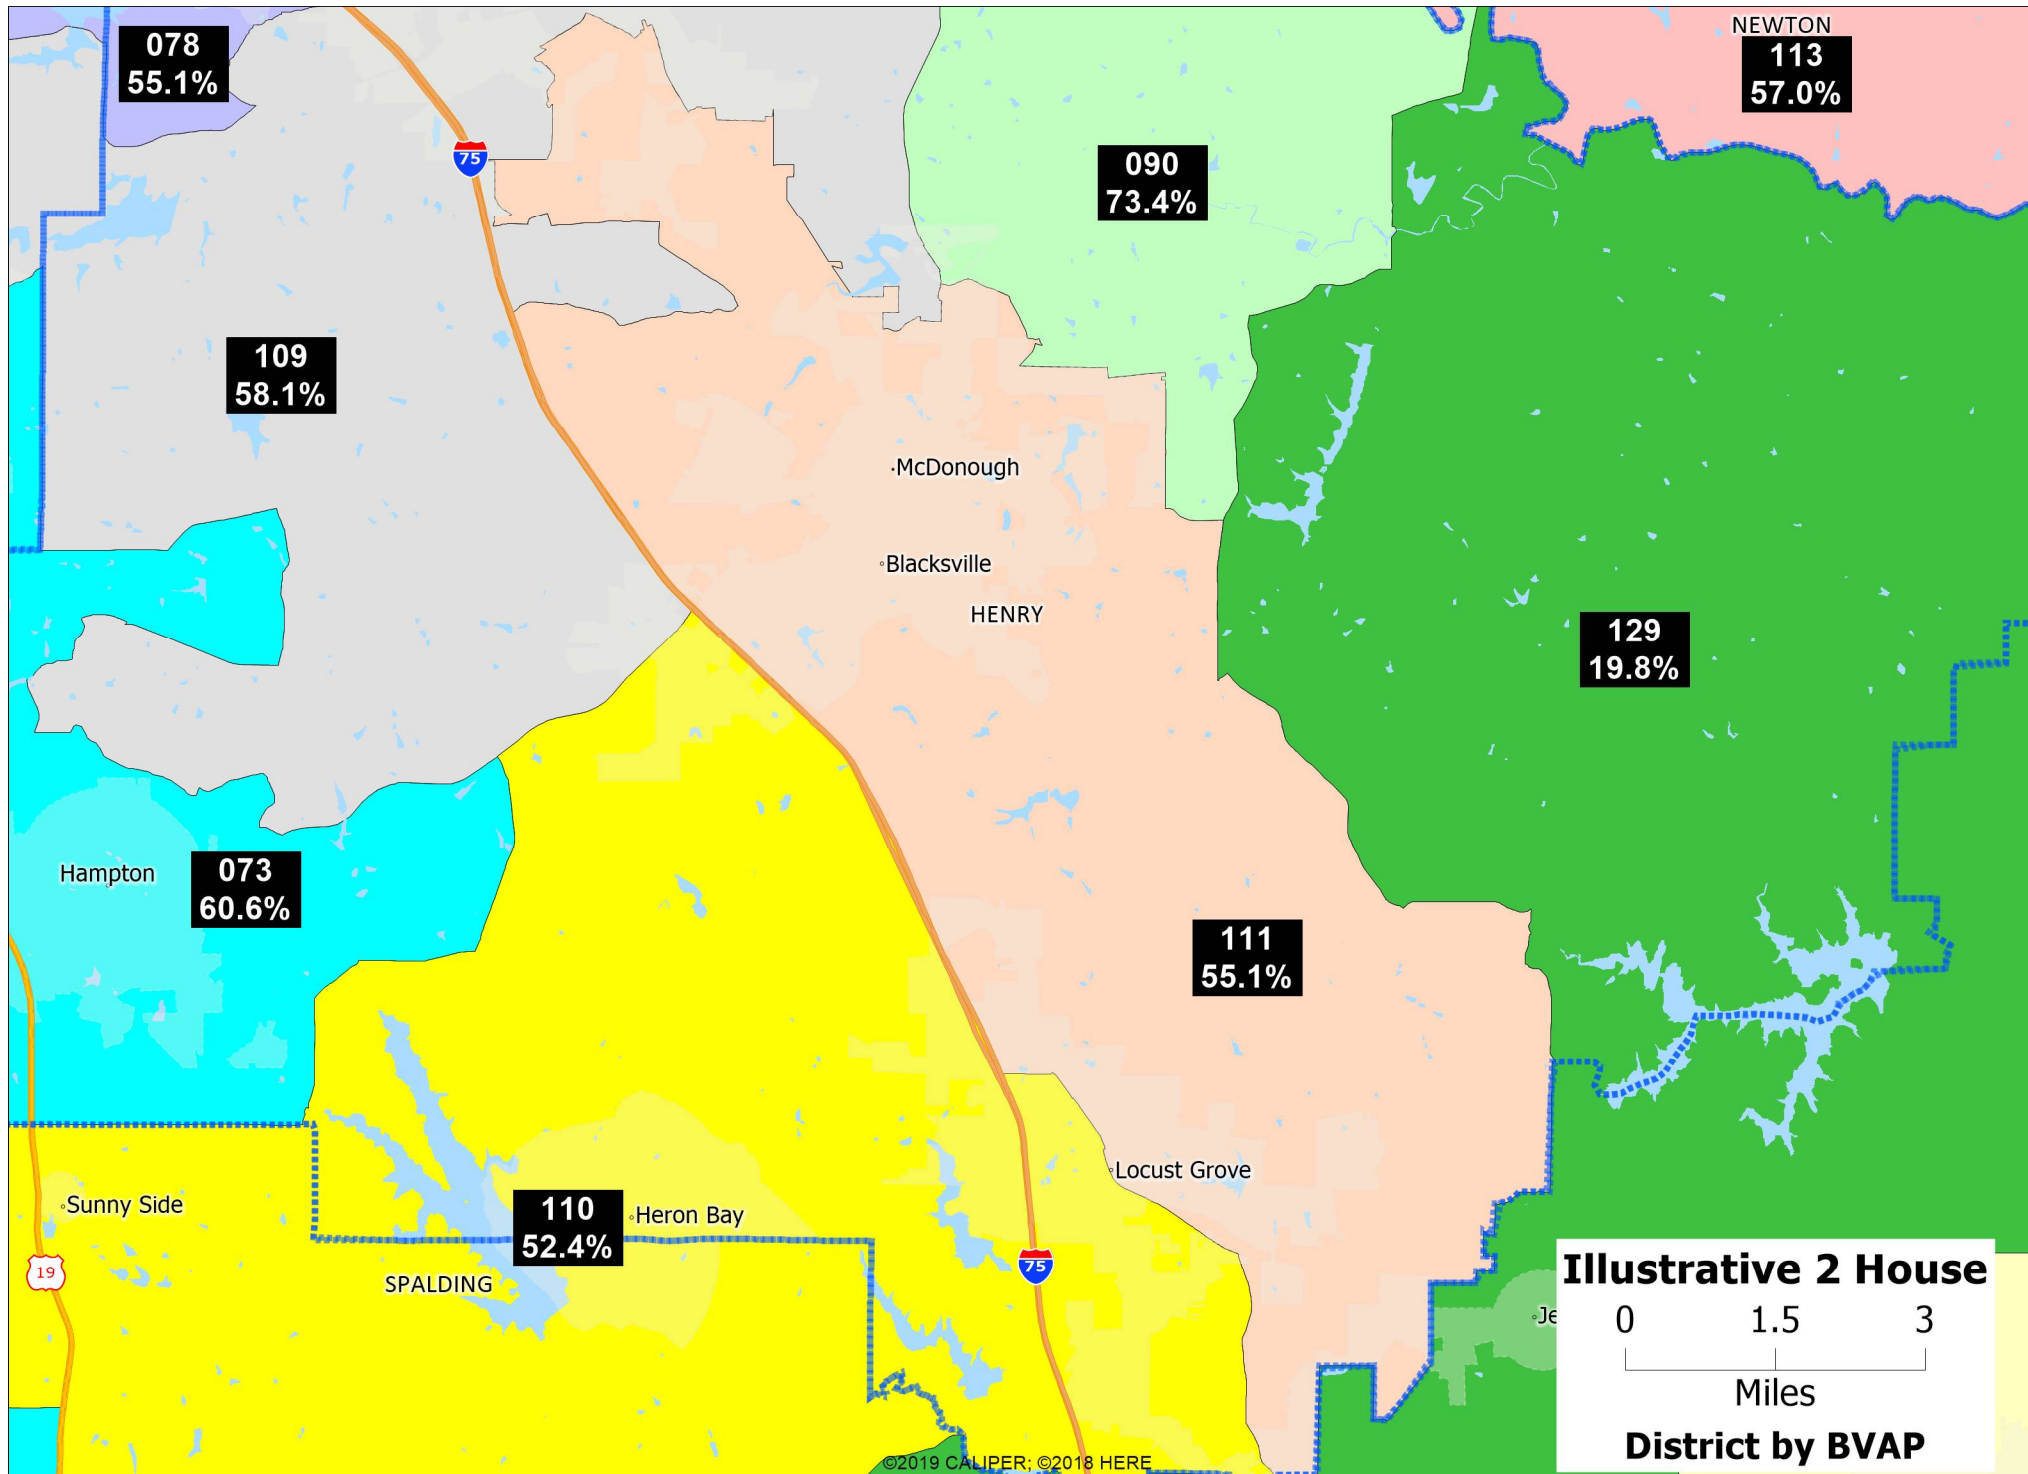 NEWTON
078
55.1%
113
57.0%
75
090
73.4%
109
58.1%
McDonough
Blacksville
HENRY
129
19.8%
Hampton
073
60.6%
111
55.1%
Locust Grove
Sunny Side
110
52.4%
Heron Bay
75
19
SPALDING
Je
Illustrative 2 House
0 1.5 3
Miles
District by BVAP
©2019 CALIPER; ©2018 HERE